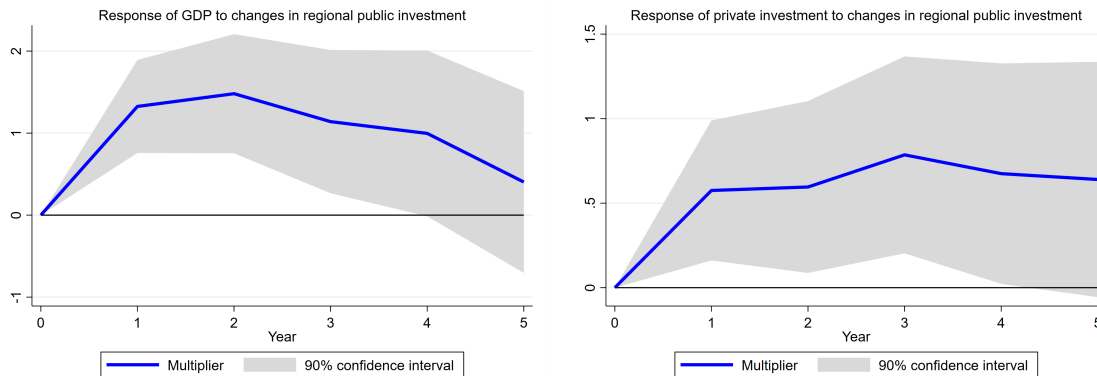 Response of GDP to changes in regional public investment
2
1
0
-1
0 1 2 3 4 5
Year
Multiplier 90% confidence interval
Response of private investment to changes in regional public investment
1.5
1
.5
0
0 1 2 3 4 5
Year
Multiplier 90% confidence interval